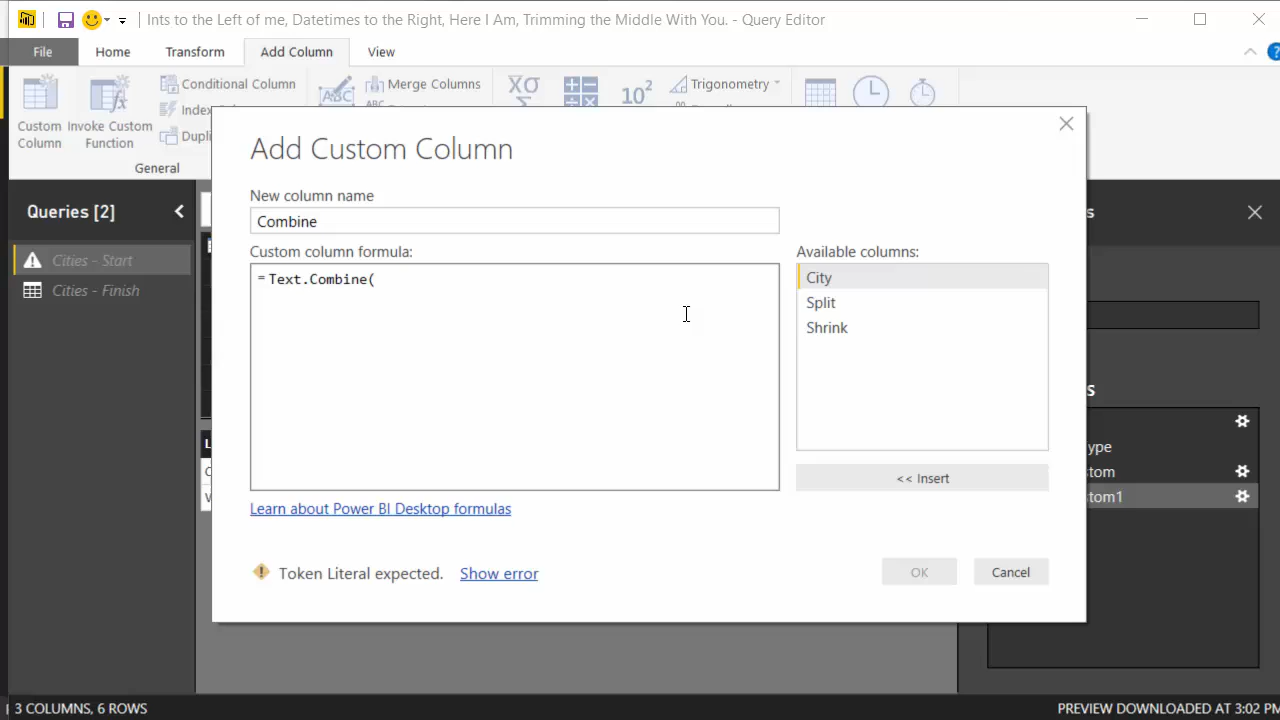 Ints to the Left of me, Datetimes to the Right, Here I Am, Trimming the Middle With You. - Query Editor
File Home Transform Add Column View
Custom Column
Invoke Custom Function
Conditional Column
Index
Dupli
General
ABC
Merge Columns
ABC
XO
Σ
10²
Trigonometry
Queries [2]
Cities - Start
Cities - Finish
Add Custom Column
New column name
Combine
Custom column formula:
= Text.Combine(
Available columns:
City
Split
Shrink
<< Insert
Learn about Power BI Desktop formulas
Token Literal expected. Show error
OK Cancel
s
s
ype
tom
tom1
3 COLUMNS, 6 ROWS
PREVIEW DOWNLOADED AT 3:02 PM